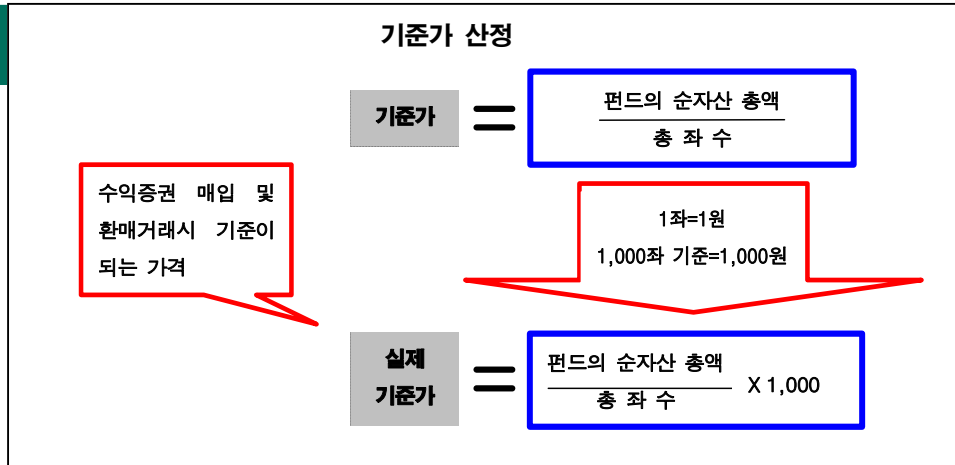 기준가 산정
기준가
펀드의 순자산 총액
총 좌 수
수익증권 매입 및
환매거래시 기준이
되는 가격
1좌=1원
1,000좌 기준=1,000원
실제
기준가
펀드의 순자산 총액
총 좌 수
X 1,000